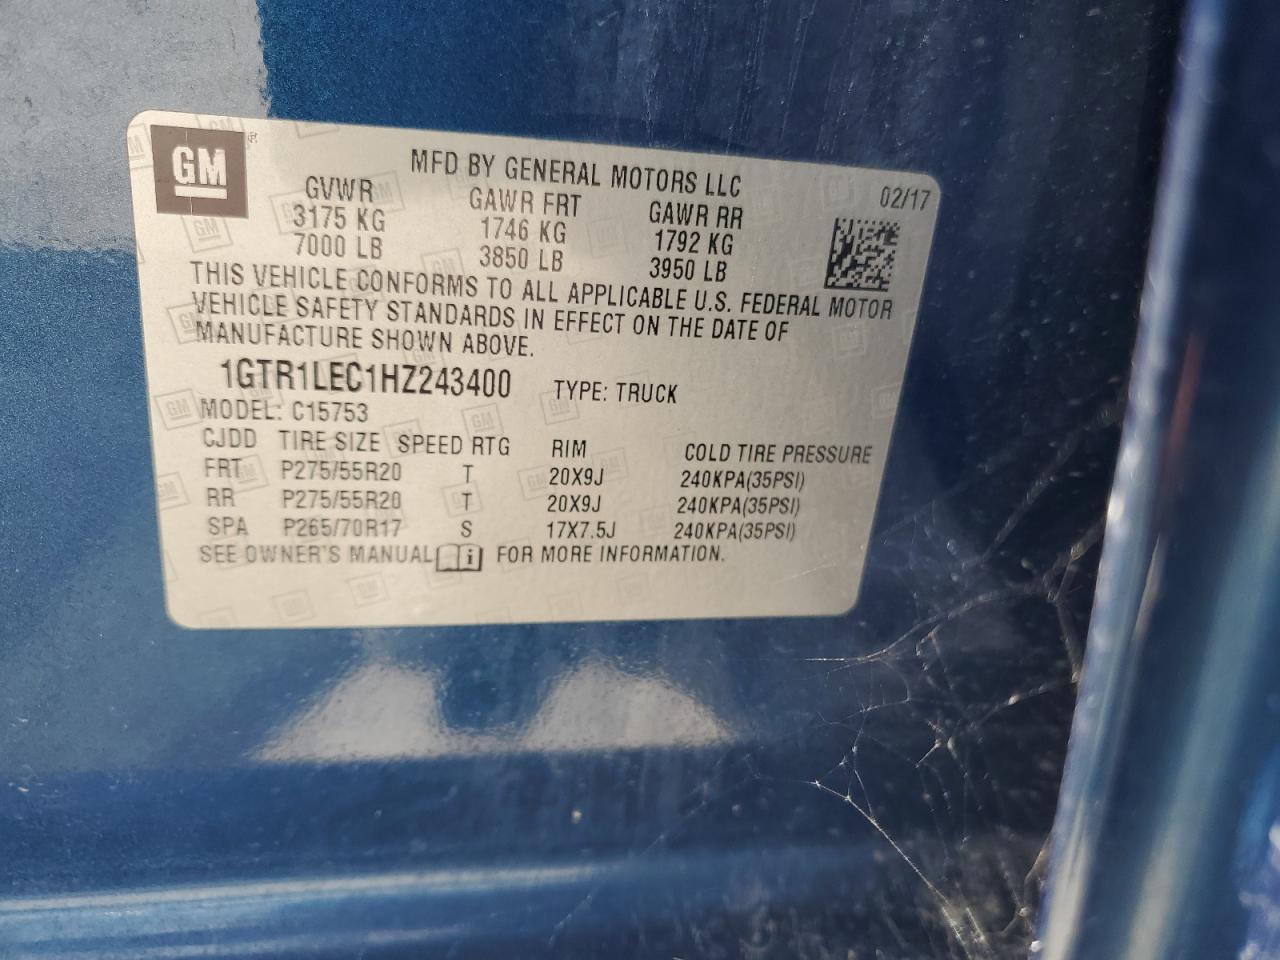 GM ®
MFD BY GENERAL MOTORS LLC
02/17
GVWR GAWR FRT GAWR RR
3175 KG 1746 KG 1792 KG
7000 LB 3850 LB 3950 LB
THIS VEHICLE CONFORMS TO ALL APPLICABLE U.S. FEDERAL MOTOR
VEHICLE SAFETY STANDARDS IN EFFECT ON THE DATE OF
MANUFACTURE SHOWN ABOVE.
1GTR1LEC1HZ243400 TYPE: TRUCK
MODEL: C15753
CJDD TIRE SIZE SPEED RTG RIM COLD TIRE PRESSURE
FRT P275/55R20 T 20X9J 240KPA(35PSI)
RR P275/55R20 T 20X9J 240KPA(35PSI)
SPA P265/70R17 S 17X7.5J 240KPA(35PSI)
SEE OWNER'S MANUAL i FOR MORE INFORMATION.